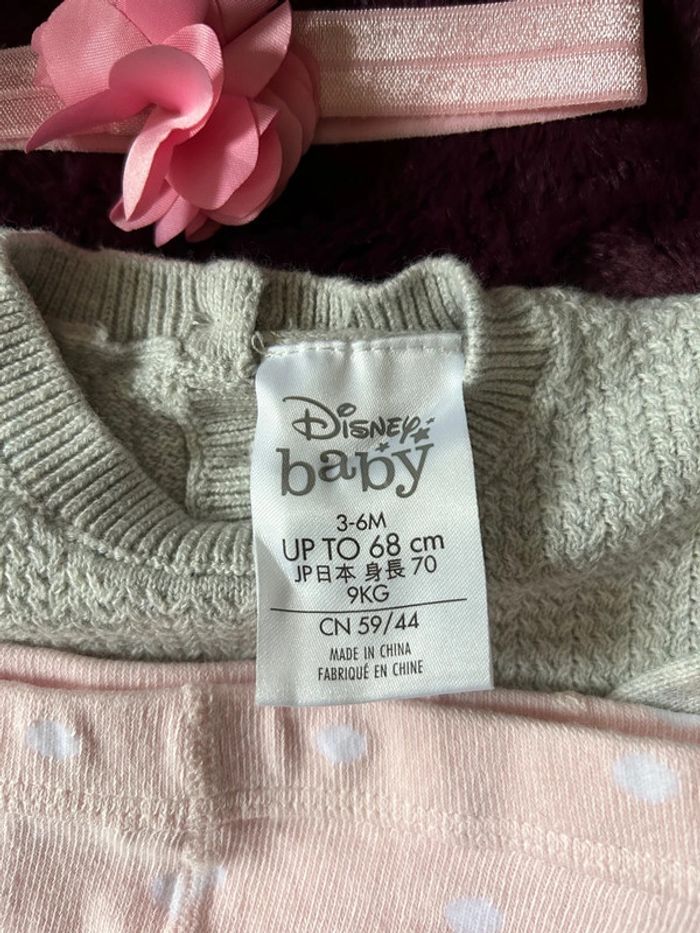 Disney
baby
3-6M
UP TO 68 cm
JP日本 身長 70
9KG
CN 59/44
MADE IN CHINA
FABRIQUÉ EN CHINE